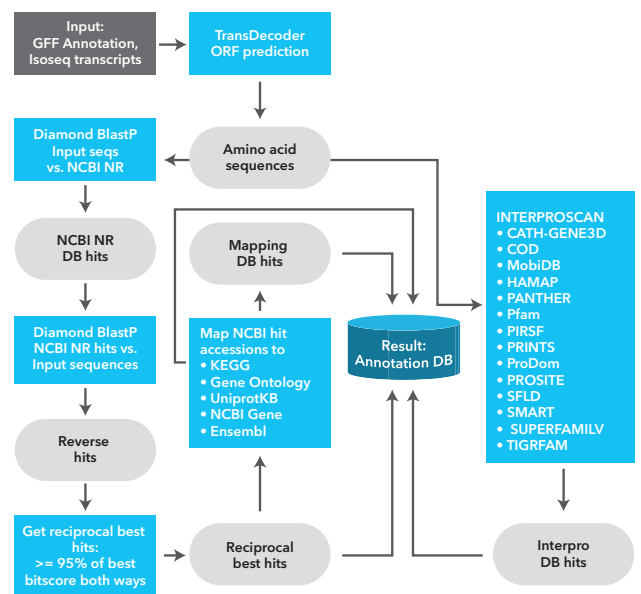 Input:
GFF Annotation,
Isoseq transcripts
TransDecoder
ORF prediction
Amino acid
sequences
Diamond BlastP
Input seqs
vs. NCBI NR
NCBI NR
DB hits
Diamond BlastP
NCBI NR hits vs.
Input sequences
Reverse
hits
Get reciprocal best
hits:
>= 95% of best
bitscore both ways
Reciprocal
best hits
Map NCBI hit
accessions to
• KEGG
• Gene Ontology
• UniprotKB
• NCBI Gene
• Ensembl
Mapping
DB hits
Result:
Annotation DB
INTERPROSCAN
• CATH-GENE3D
• COD
• MobiDB
• HAMAP
• PANTHER
• Pfam
• PIRSF
• PRINTS
• ProDom
• PROSITE
• SFLD
• SMART
• SUPERFAMILV
• TIGRFAM
Interpro
DB hits